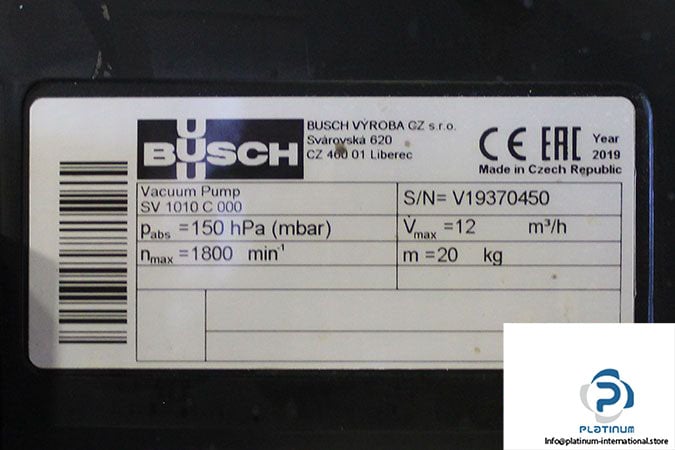 BUSCH
BUSCH VÝROBA CZ s.r.o.
Svárovská 620
CZ 460 01 Liberec
CE EAC Year
2019
Made in Czech Republic
Vacuum Pump
SV 1010 C 000
S/N= V19370450
pabs = 150 hPa (mbar)
V̇max = 12 m³/h
nmax = 1800 min⁻¹
m = 20 kg
PLATINUM
Info@platinum-international.store